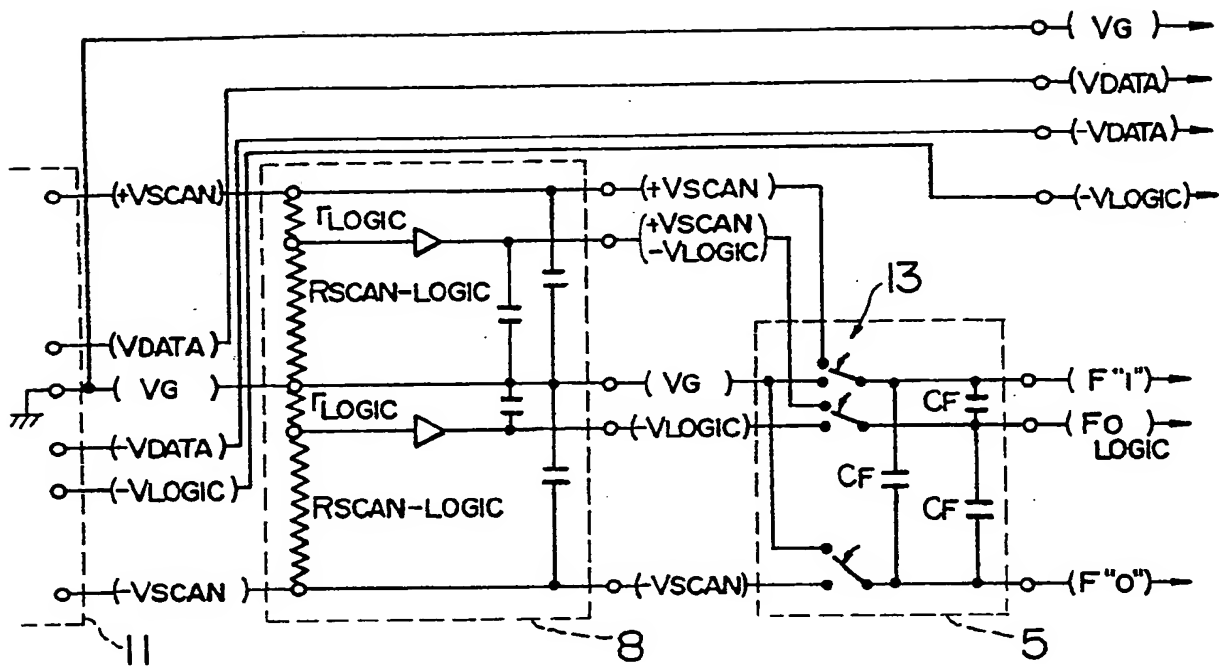 (VG)
(VDATA)
(-VDATA)
(-VLOGIC)
(+VSCAN)
rLOGIC
RSCAN-LOGIC
(+VSCAN)
(+VSCAN
-VLOGIC)
13
(VDATA)
(VG)
rLOGIC
(VG)
(-VLOGIC)
CF
(F"1")
(FO
LOGIC
)
(-VDATA)
(-VLOGIC)
RSCAN-LOGIC
CF
CF
(-VSCAN)
(-VSCAN)
(F"0")
11
8
5